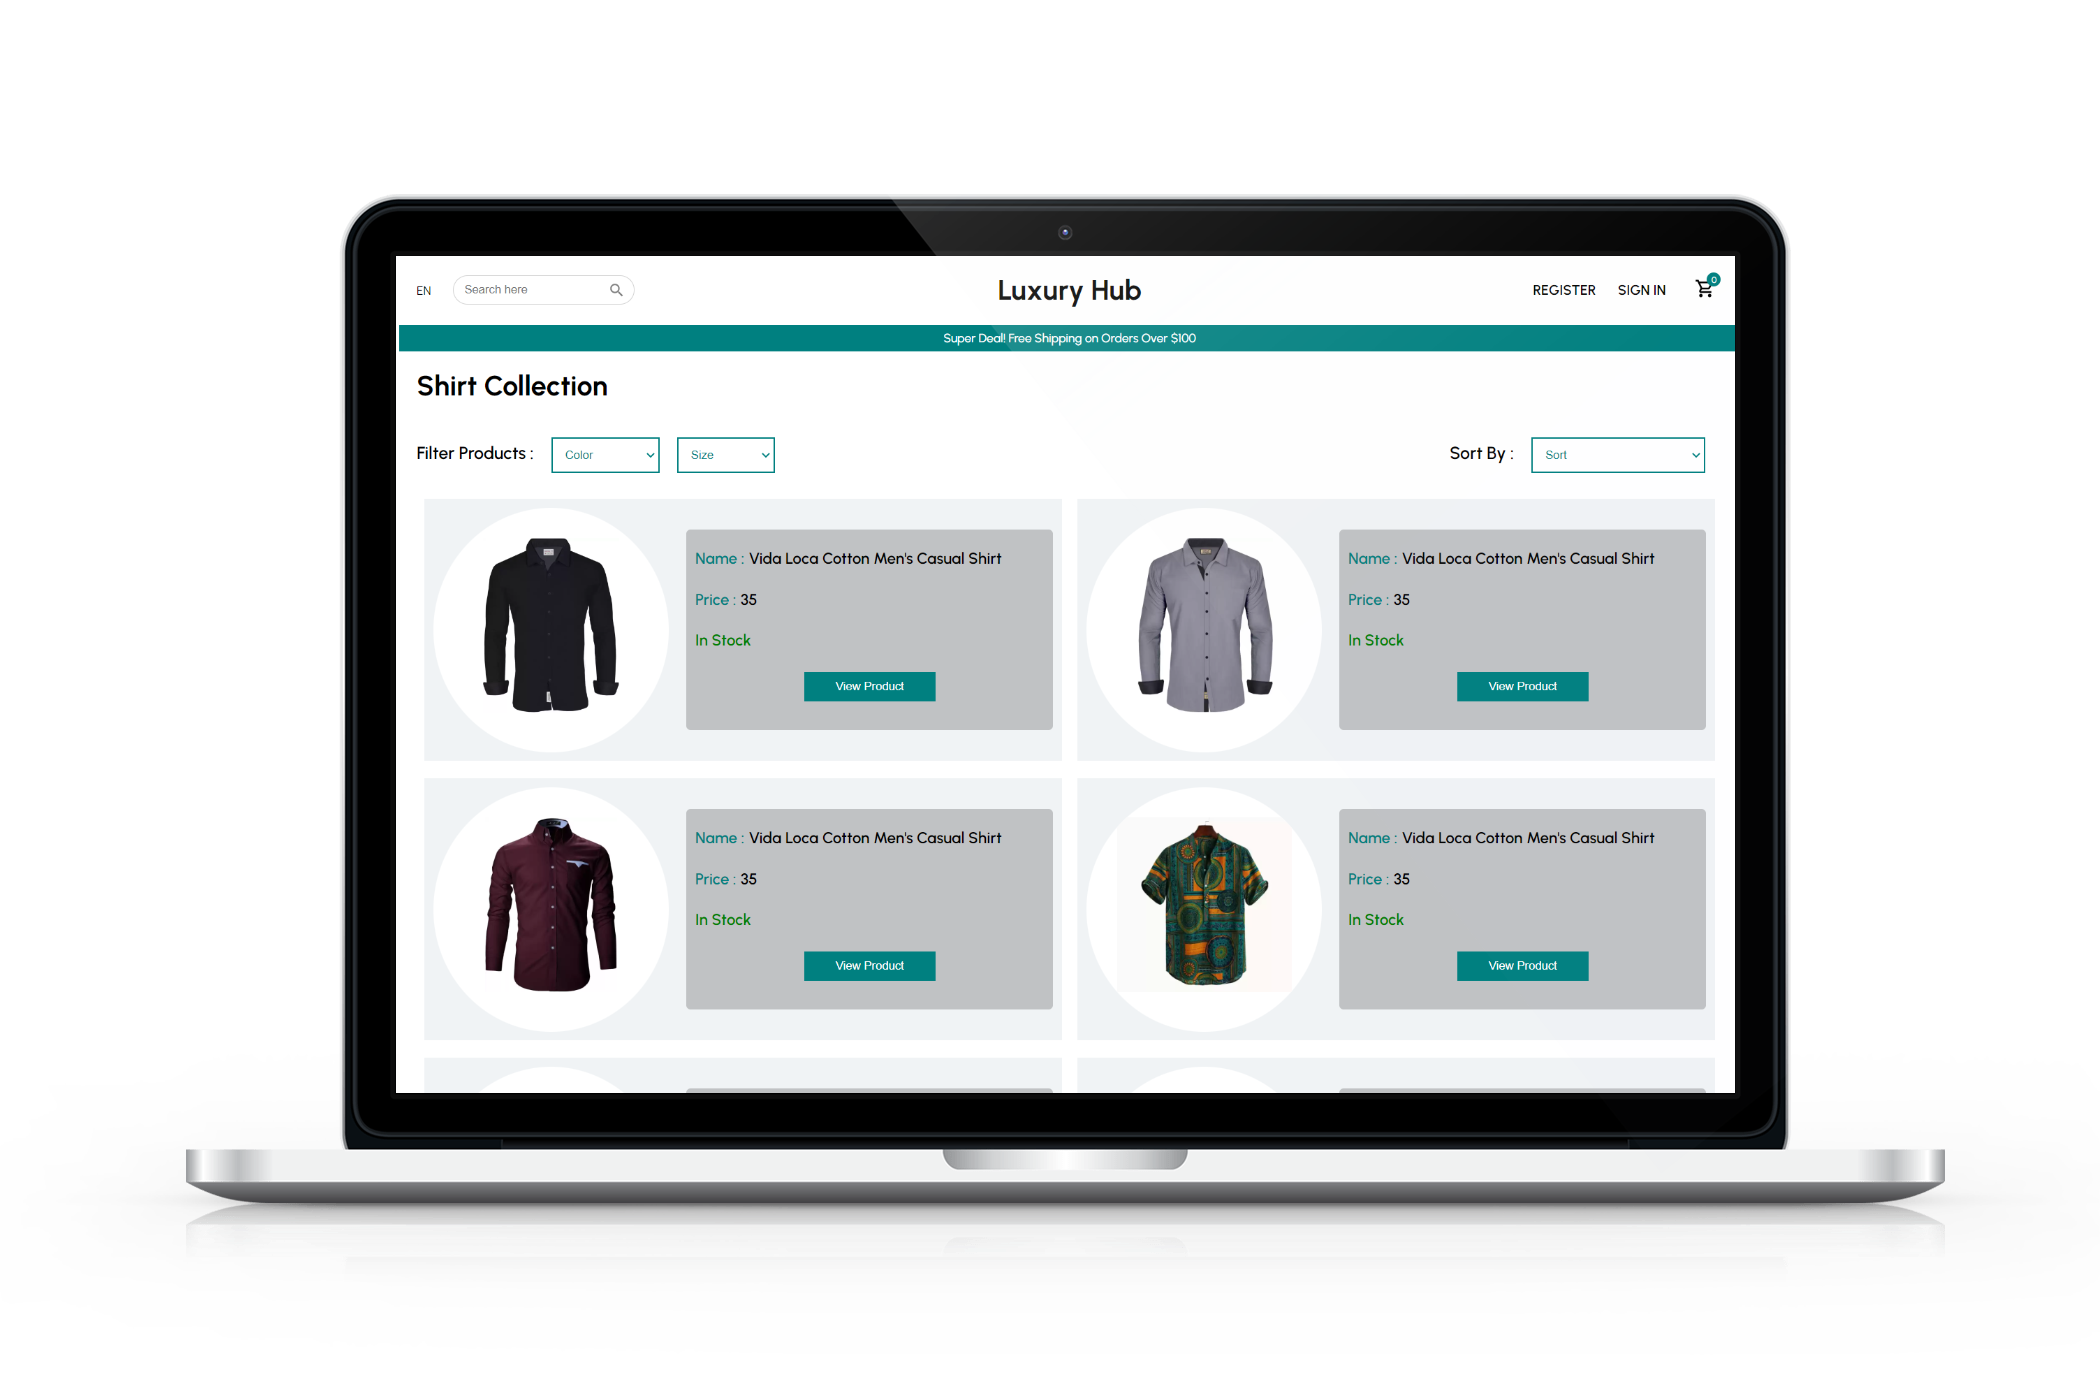 EN
Search here
Luxury Hub
REGISTER
SIGN IN
0
Super Deal! Free Shipping on Orders Over $100
Shirt Collection
Filter Products :
Color
Size
Sort By :
Sort
Name : Vida Loca Cotton Men's Casual Shirt
Price : 35
In Stock
View Product
Name : Vida Loca Cotton Men's Casual Shirt
Price : 35
In Stock
View Product
Name : Vida Loca Cotton Men's Casual Shirt
Price : 35
In Stock
View Product
Name : Vida Loca Cotton Men's Casual Shirt
Price : 35
In Stock
View Product